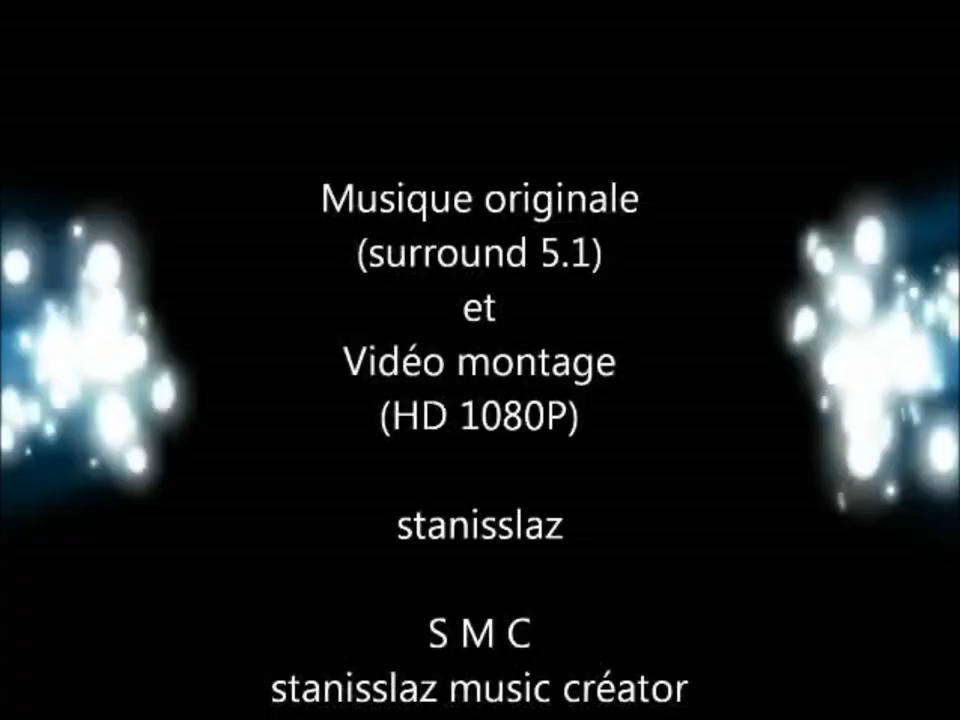 Musique originale
(surround 5.1)
et
Vidéo montage
(HD 1080P)
stanisslaz
S M C
stanisslaz music créator